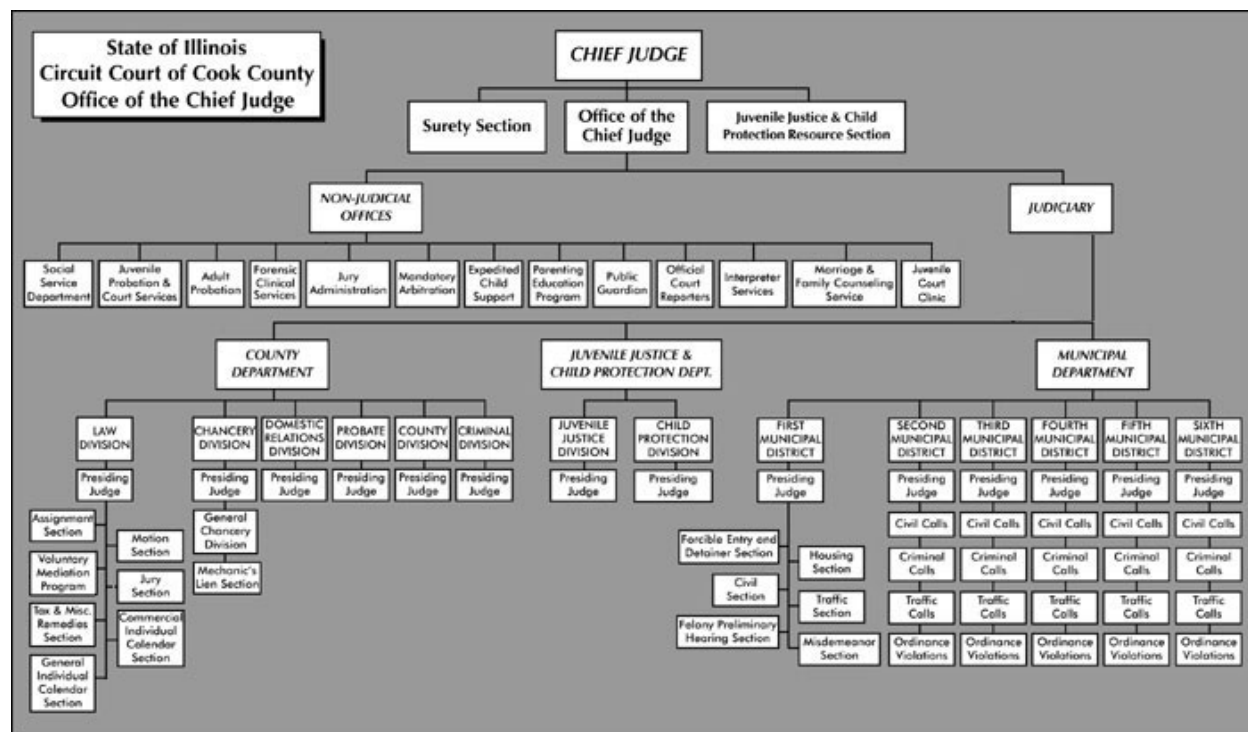 State of Illinois
Circuit Court of Cook County
Office of the Chief Judge
CHIEF JUDGE
Surety Section
Office of the
Chief Judge
Juvenile Justice & Child
Protection Resource Section
NON-JUDICIAL
OFFICES
JUDICIARY
Social
Service
Department
Juvenile
Probation &
Court Services
Adult
Probation
Forensic
Clinical
Services
Jury
Administration
Mandatory
Arbitration
Expedited
Child
Support
Parenting
Education
Program
Public
Guardian
Official
Court
Reporters
Interpreter
Services
Marriage &
Family Counseling
Service
Juvenile
Court
Clinic
COUNTY
DEPARTMENT
JUVENILE JUSTICE &
CHILD PROTECTION DEPT.
MUNICIPAL
DEPARTMENT
LAW
DIVISION
Presiding
Judge
Assignment
Section
Motion
Section
Voluntary
Mediation
Program
Jury
Section
Tax & Misc.
Remedies
Section
Commercial
Individual
Calendar
Section
General
Individual
Calendar
Section
CHANCERY
DIVISION
Presiding
Judge
General
Chancery
Division
Mechanic's
Lien Section
DOMESTIC
RELATIONS
DIVISION
Presiding
Judge
PROBATE
DIVISION
Presiding
Judge
COUNTY
DIVISION
Presiding
Judge
CRIMINAL
DIVISION
Presiding
Judge
JUVENILE
JUSTICE
DIVISION
Presiding
Judge
CHILD
PROTECTION
DIVISION
Presiding
Judge
FIRST
MUNICIPAL
DISTRICT
Presiding
Judge
Forcible Entry and
Detainer Section
Housing
Section
Civil
Section
Traffic
Section
Felony Preliminary
Hearing Section
Misdemeanor
Section
SECOND
MUNICIPAL
DISTRICT
Presiding
Judge
Civil Calls
Criminal
Calls
Traffic
Calls
Ordinance
Violations
THIRD
MUNICIPAL
DISTRICT
Presiding
Judge
Civil Calls
Criminal
Calls
Traffic
Calls
Ordinance
Violations
FOURTH
MUNICIPAL
DISTRICT
Presiding
Judge
Civil Calls
Criminal
Calls
Traffic
Calls
Ordinance
Violations
FIFTH
MUNICIPAL
DISTRICT
Presiding
Judge
Civil Calls
Criminal
Calls
Traffic
Calls
Ordinance
Violations
SIXTH
MUNICIPAL
DISTRICT
Presiding
Judge
Civil Calls
Criminal
Calls
Traffic
Calls
Ordinance
Violations